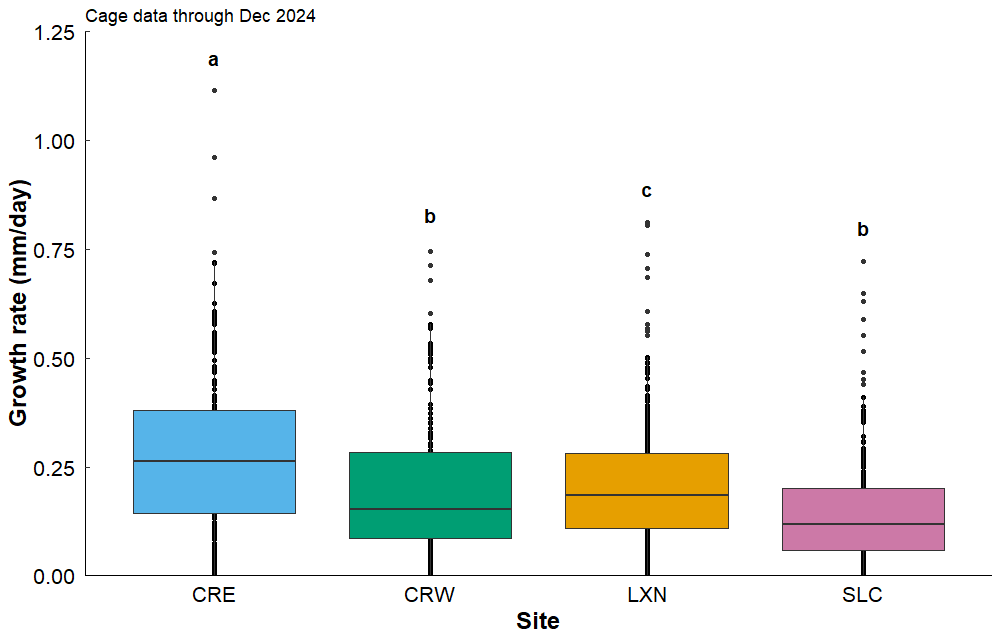 Cage data through Dec 2024
Growth rate (mm/day)
1.25
1.00
0.75
0.50
0.25
0.00
a
b
c
b
CRE CRW LXN SLC
Site